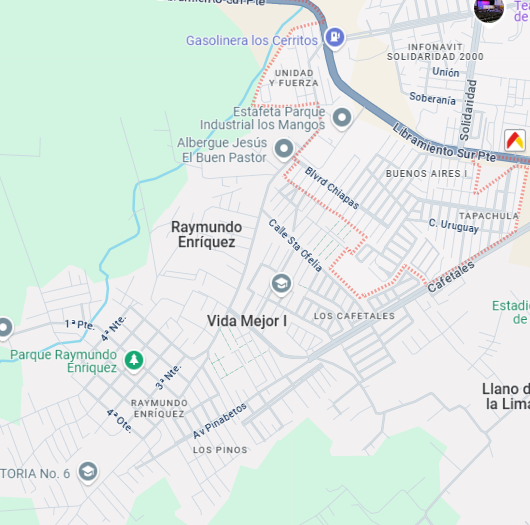 Libramiento Sur Pte
Te
de
Gasolinera los Cerritos
INFONAVIT
SOLIDARIDAD 2000
UNIDAD
Y FUERZA
Unión
Soberanía
Solidaridad
Estafeta Parque
Industrial los Mangos
Libramiento Sur Pte
Albergue Jesús
El Buen Pastor
Blvrd Chiapas
BUENOS AIRES I
TAPACHULA
C. Uruguay
Raymundo
Enríquez
Calle Sta Ofelia
Cafetales
Vida Mejor I
LOS CAFETALES
Estadi
de
1ª Pte.
4ª Nte.
Parque Raymundo
Enriquez
3ª Nte.
Llano d
la Lima
RAYMUNDO
ENRÍQUEZ
4ª Ote.
Av Pinabetos
LOS PINOS
TORIA No. 6